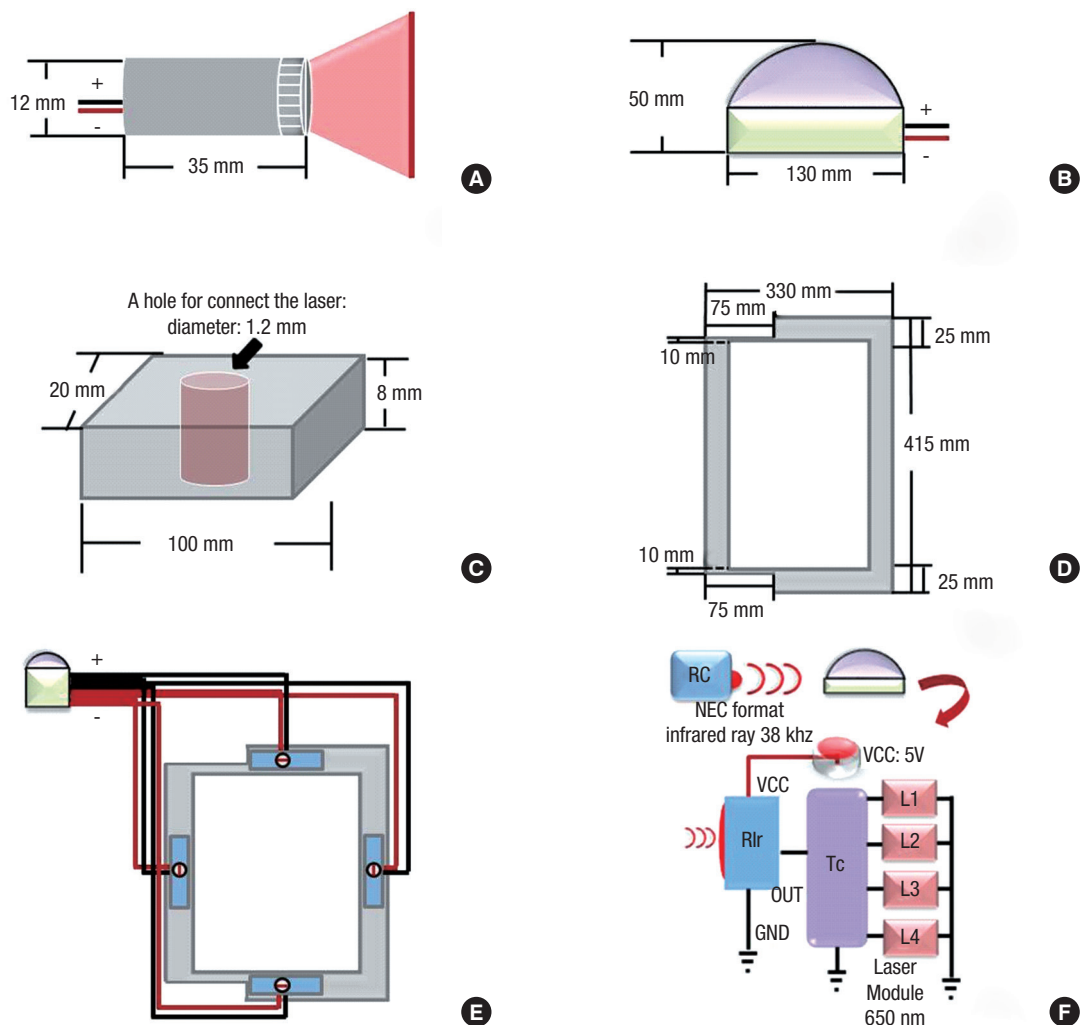 12 mm
+
-
35 mm
A
50 mm
+
-
130 mm
B
A hole for connect the laser:
diameter: 1.2 mm
20 mm
8 mm
100 mm
C
330 mm
75 mm
25 mm
10 mm
415 mm
10 mm
25 mm
75 mm
D
+
-
E
RC
NEC format
infrared ray 38 khz
VCC: 5V
VCC
RIr
Tc
L1
L2
L3
L4
OUT
GND
Laser
Module
650 nm
F